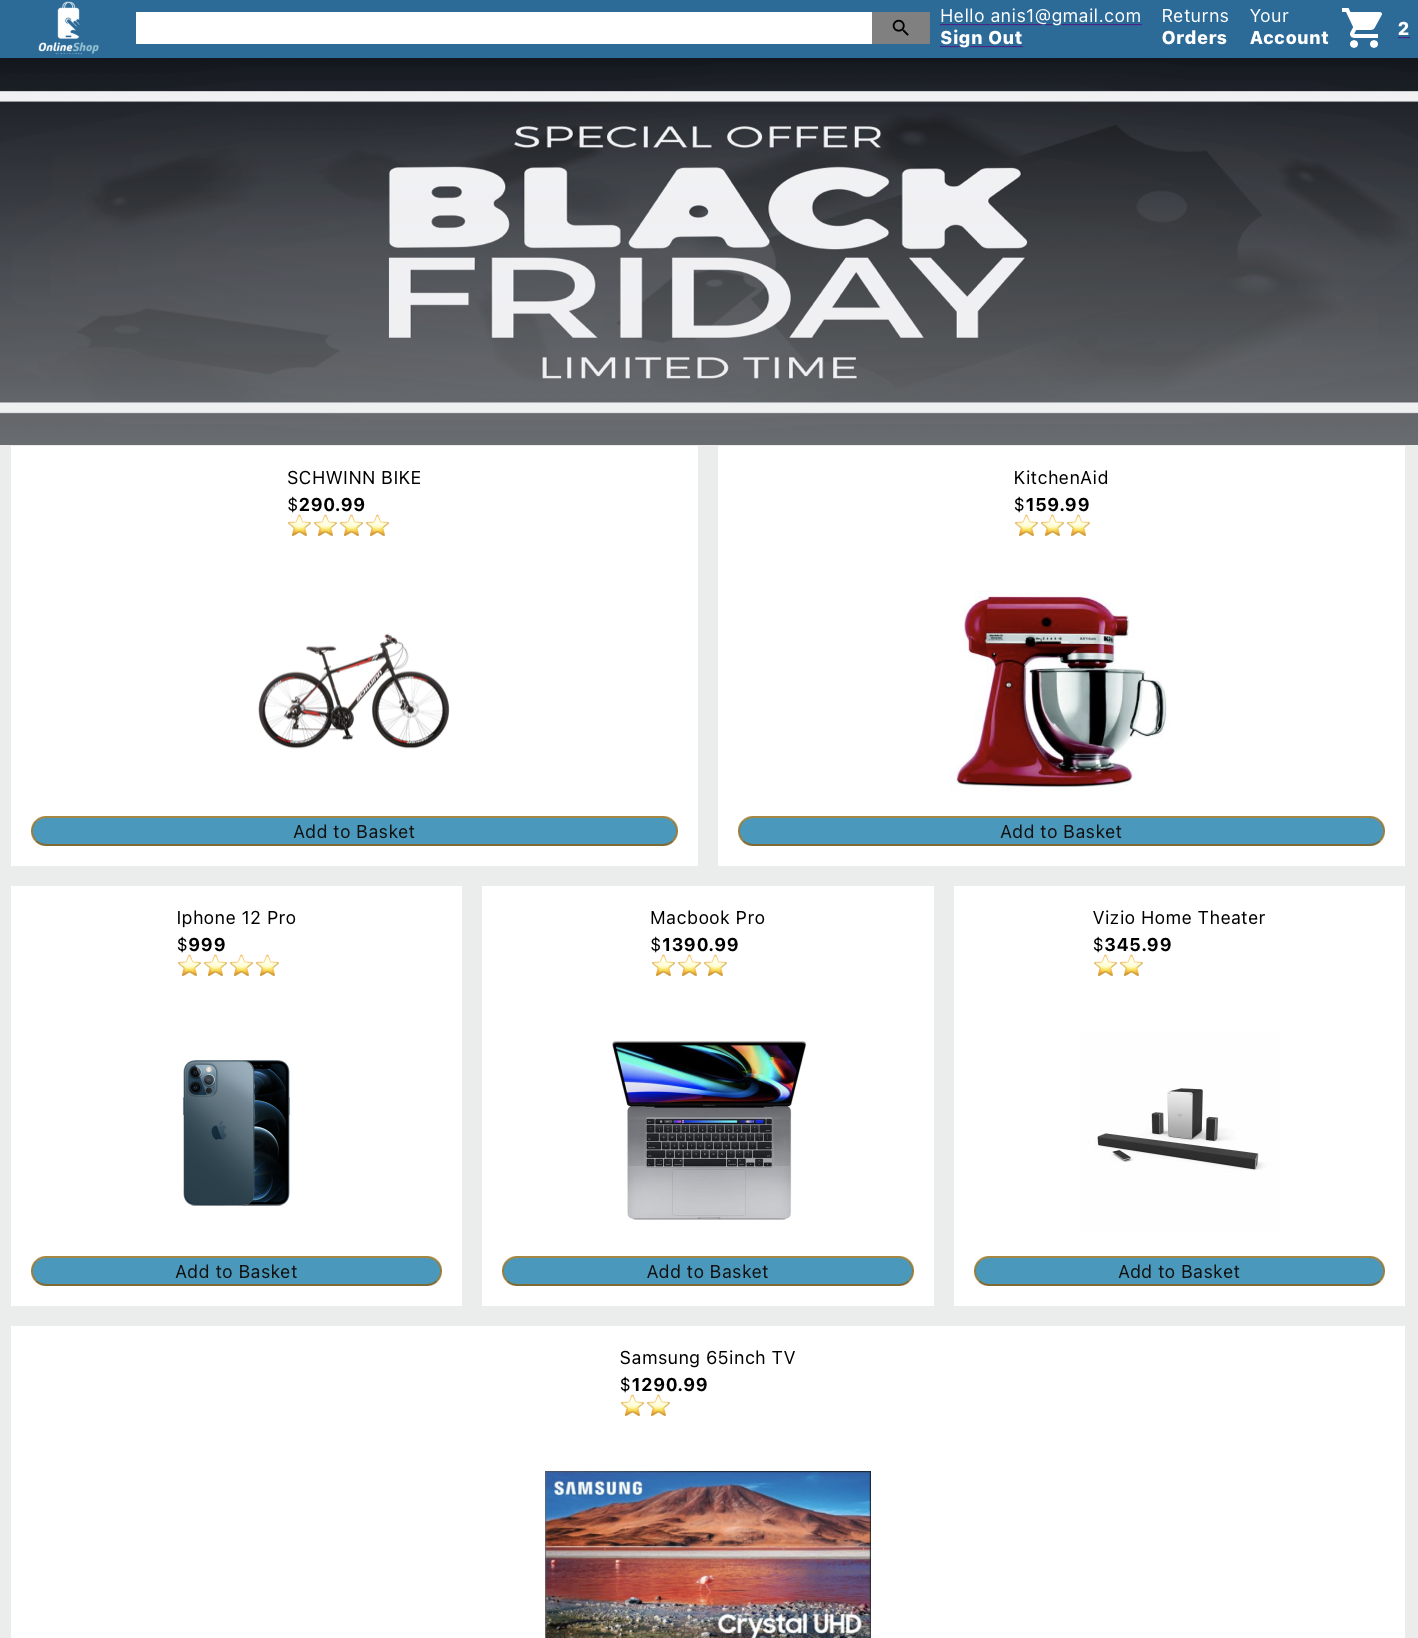 OnlineShop
Hello anis1@gmail.com
Sign Out
Returns
Orders
Your
Account
2
SPECIAL OFFER
BLACK
FRIDAY
LIMITED TIME
SCHWINN BIKE
$290.99
SCHWINN
Add to Basket
KitchenAid
$159.99
Add to Basket
Iphone 12 Pro
$999
Add to Basket
Macbook Pro
$1390.99
Add to Basket
Vizio Home Theater
$345.99
Add to Basket
Samsung 65inch TV
$1290.99
SAMSUNG
Crystal UHD